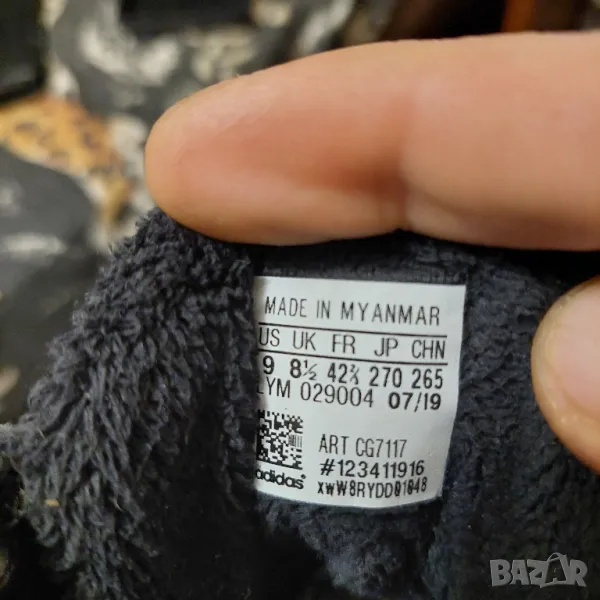 MADE IN MYANMAR
US UK FR JP CHN
9 8½ 42⅔ 270 265
LYM 029004 07/19
ART CG7117
#123411916
adidas®
BAZAR